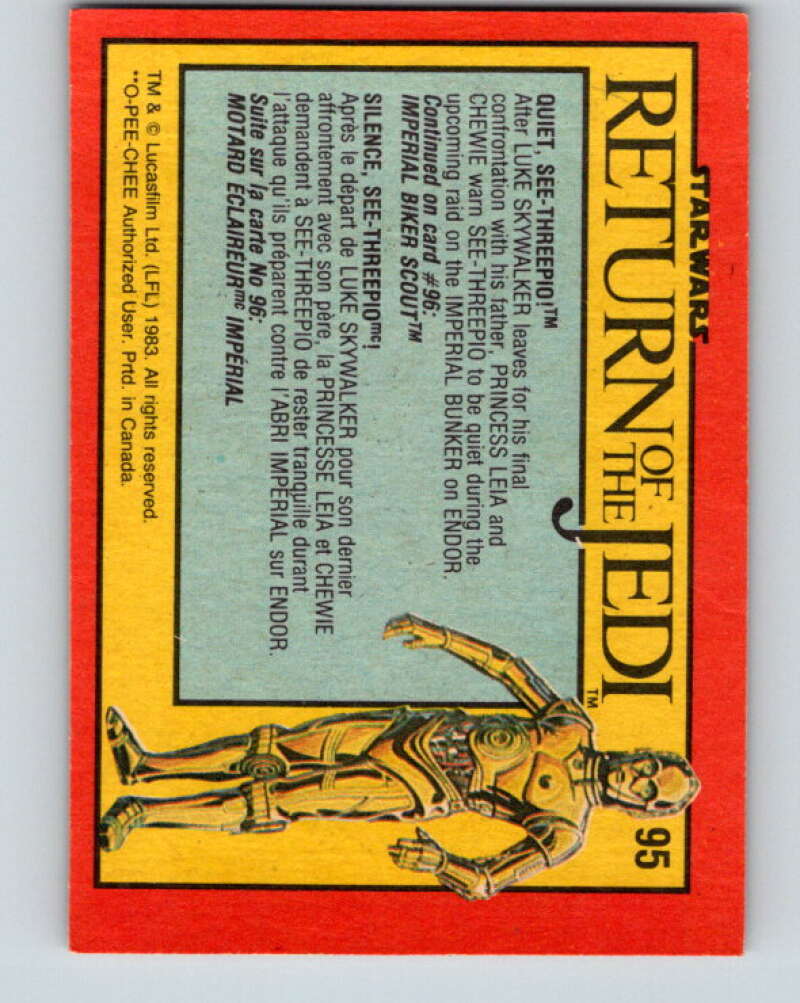 STAR WARS
RETURN OF THE JEDI™
95
QUIET, SEE-THREEPIO!™
After LUKE SKYWALKER leaves for his final
confrontation with his father, PRINCESS LEIA and
CHEWIE warn SEE-THREEPIO to be quiet during the
upcoming raid on the IMPERIAL BUNKER on ENDOR.
Continued on card #96:
IMPERIAL BIKER SCOUT™
SILENCE, SEE-THREEPIOmc!
Après le départ de LUKE SKYWALKER pour son dernier
affrontement avec son père, la PRINCESSE LEIA et CHEWIE
demandent à SEE-THREEPIO de rester tranquille durant
l'attaque qu'ils préparent contre l'ABRI IMPÉRIAL sur ENDOR.
Suite sur la carte No 96:
MOTARD ECLAIREURmc IMPÉRIAL
TM & © Lucasfilm Ltd. (LFL) 1983. All rights reserved.
**O-PEE-CHEE Authorized User. Prtd. in Canada.